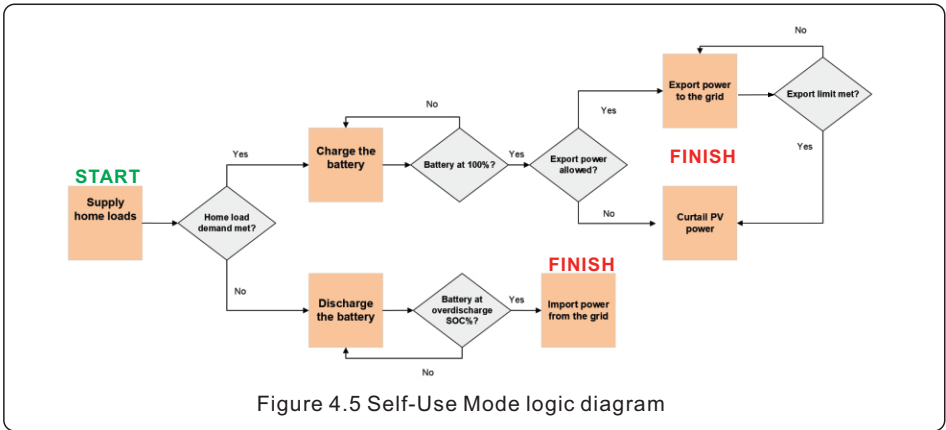 START
Supply
home loads
Home load
demand met?
Yes
Charge the
battery
No
Battery at 100%?
Yes
Export power
allowed?
Yes
Export power
to the grid
No
Export limit met?
Yes
FINISH
No
Curtail PV
power
No
Discharge
the battery
Battery at
overdischarge
SOC%?
No
Yes
FINISH
Import power
from the grid
Figure 4.5 Self-Use Mode logic diagram